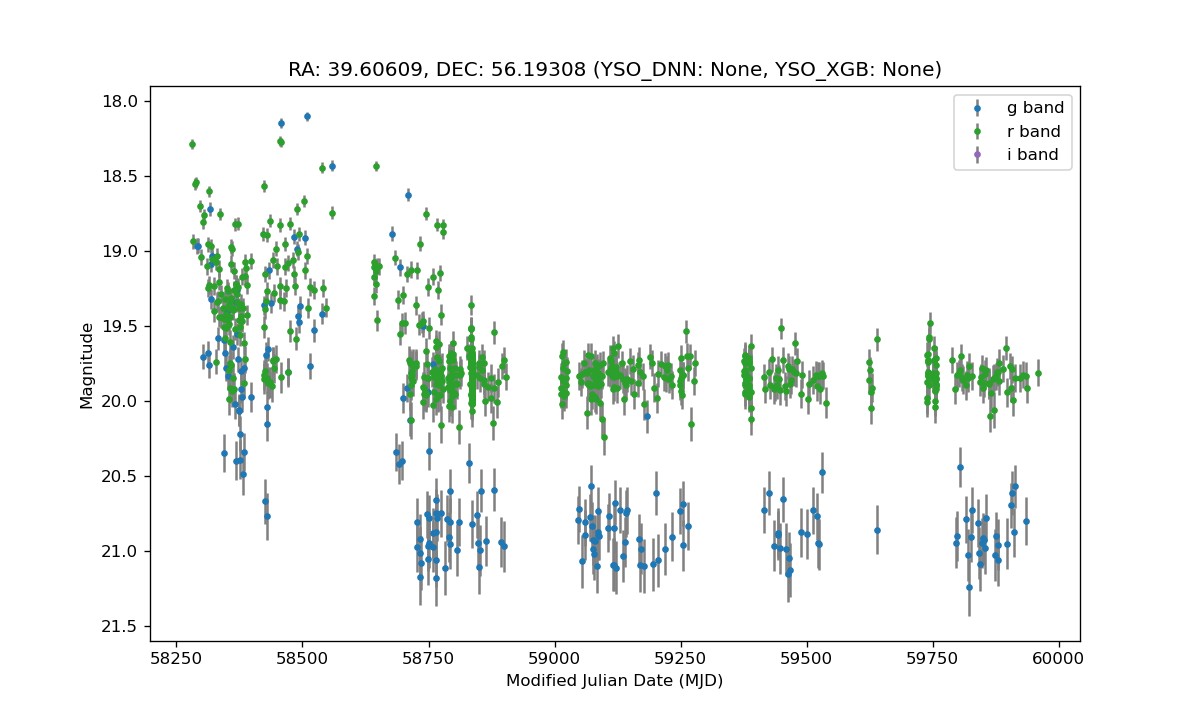 RA: 39.60609, DEC: 56.19308 (YSO_DNN: None, YSO_XGB: None)
g band
r band
i band
Magnitude
18.0
18.5
19.0
19.5
20.0
20.5
21.0
21.5
58250 58500 58750 59000 59250 59500 59750 60000
Modified Julian Date (MJD)